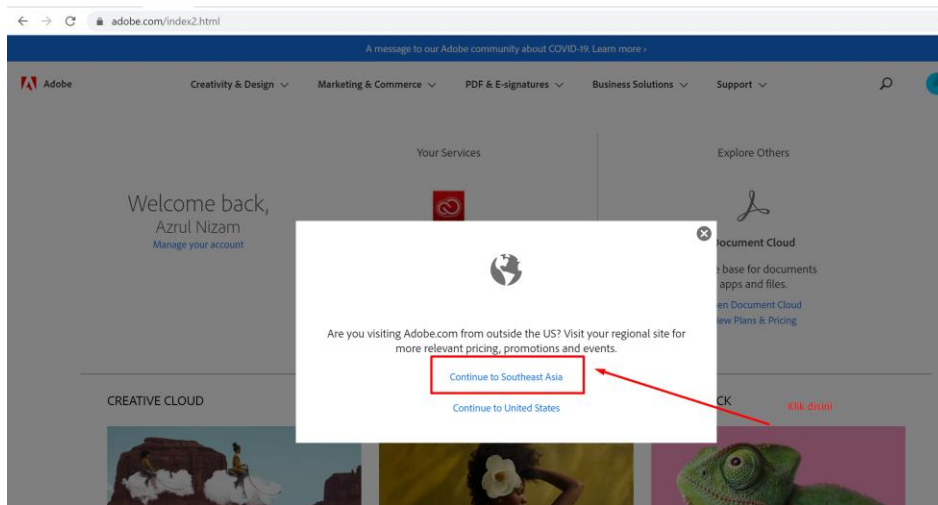 adobe.com/index2.html
A message to our Adobe community about COVID-19. Learn more ›
Adobe Creativity & Design Marketing & Commerce PDF & E-signatures Business Solutions Support
Your Services
Explore Others
Welcome back,
Azrul Nizam
Manage your account
Document Cloud
base for documents
apps and files.
Document Cloud
Plans & Pricing
Are you visiting Adobe.com from outside the US? Visit your regional site for
more relevant pricing, promotions and events.
Continue to Southeast Asia
Continue to United States
CREATIVE CLOUD
Klik disini